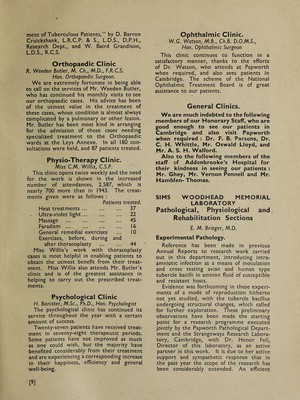 ment of Tuberculous Patients," by D. Barron
Cruickshank, L.R.C.P. & S., L.D.S., D.P.H.,
Research Dept., and W. Baird Grandison,
L.D.S., R.C.S.
Orthopaedic Clinic
R. Weeden Butler, M. Ch., M.D., F.R.C.S.
Hon. Orthopaedic Surgeon.
We are extremely fortunate in being able
to call on the services of Mr. Weeden Butler,
who has continued his monthly visits to see
our orthopaedic cases. His advice has been
of the utmost value in the treatment of
these cases, whose condition is almost always
complicated by a pulmonary or other lesion.
Mr. Butler has been most kind in arranging
for the admission of those cases needing
specialized treatment to the Orthopaedic
wards at the Leys Annexe. In all 180 con-
sultations were held, and 87 patients treated.
Physio-Therapy Clinic.
Miss C.M. Willis, C.S.P.
This clinic opens twice weekly and the need
for the work is shown in the increased
number of attendances, 2,587, which is
nearly 700 more than in 1943. The treat-
ments given were as follows :
Patients treated.
Heat treatments ... ... ... 37
Ultra-violet light ... ... ... 22
Massage ... ... ... ... 45
Faradism ... ... ... ... 16
General remedial exercises ... 10
Exercises, before, during and
after thoracoplasty ... ... 44
Miss Willis's work with thoracoplasty
cases is most helpful in enabling patients to
obtain the utmost benefit from their treat-
ment. Miss Willis also attends Mr. Butler's
clinic and is of the greatest assistance in
helping to carry out the prescribed treat-
ments.
Psychological Clinic
H. Banister, M.Sc., Ph.D., Hon. Psychologist
The psychological clinic has continued its
service throughout the year with a certain
amount of success.
Twenty-seven patients have received treat-
ment in seventy-eight therapeutic periods.
Some patients have not improved as much
as one could wish, but the majority have
benefited considerably from their treatment
and are experiencing a corresponding increase
in their happiness, efficiency and general
well-being.
[9]
Ophthalmic Clinic.
W.G. Watson, M.B., Ch.B. D.O.M.S.,
Hon. Ophthalmic Surgeon
This clinic continues to function in a
satisfactory manner, thanks to the efforts
of Dr. Watson, who attends at Papworth
when required, and also sees patients in
Cambridge. The scheme of the National
Ophthalmic Treatment Board is of great
assistance to our patients.
General Clinics.
We are much indebted to the following
members of our Honorary Staff, who are
good enough to see our patients in
Cambridge and also visit Papworth
when required : Dr. F. B. Parsons, Dr.
C. H. Whittle, Mr. Oswald Lloyd, and
Mr. A. S. H. Walford.
Also to the following members of the
staff of Addenbrooke's Hospital for
their kindness in seeing our patients :
Mr. Ghey, Mr. Vernon Pennell and Mr.
Hamblen- Thomas.
SIMS WOODHEAD MEMORIAL
LABORATORY
Pathological, Physiological and
Rehabilitation Sections
E. M. Brieger, M.D.
Experimental Pathology.
Reference has been made in previous
Annual Reports to research work carried
out in this department, introducing intra-
amniotic infection as a means of inoculation
and cross testing avian and human type
tubercle bacilli in amnion fluid of susceptible
and resistant hosts.
Evidence was forthcoming in these experi-
ments of a mode of reproduction hitherto
not yet studied, with the tubercle bacillus
undergoing structural changes, which called
for further exploration. These preliminary
observations have been made the starting
point for a research programme executed
jointly by the Papworth Pathological Depart-
ment and the Strangeways Research Labora-
tory, Cambridge, with Dr. Honor Fell,
Director of this laboratory, as an active
partner in this work. It is due to her active
support and sympathetic response that in
the past year the scope of the research has
been considerably extended. An efficient